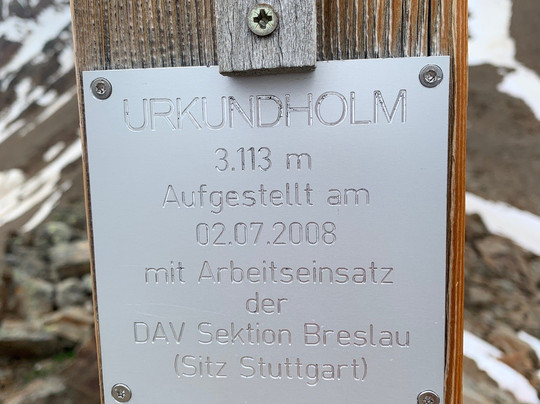 URKUNDHOLM
3.113 m
Aufgestellt am
02.07.2008
mit Arbeitseinsatz
der
DAV Sektion Breslau
(Sitz Stuttgart)